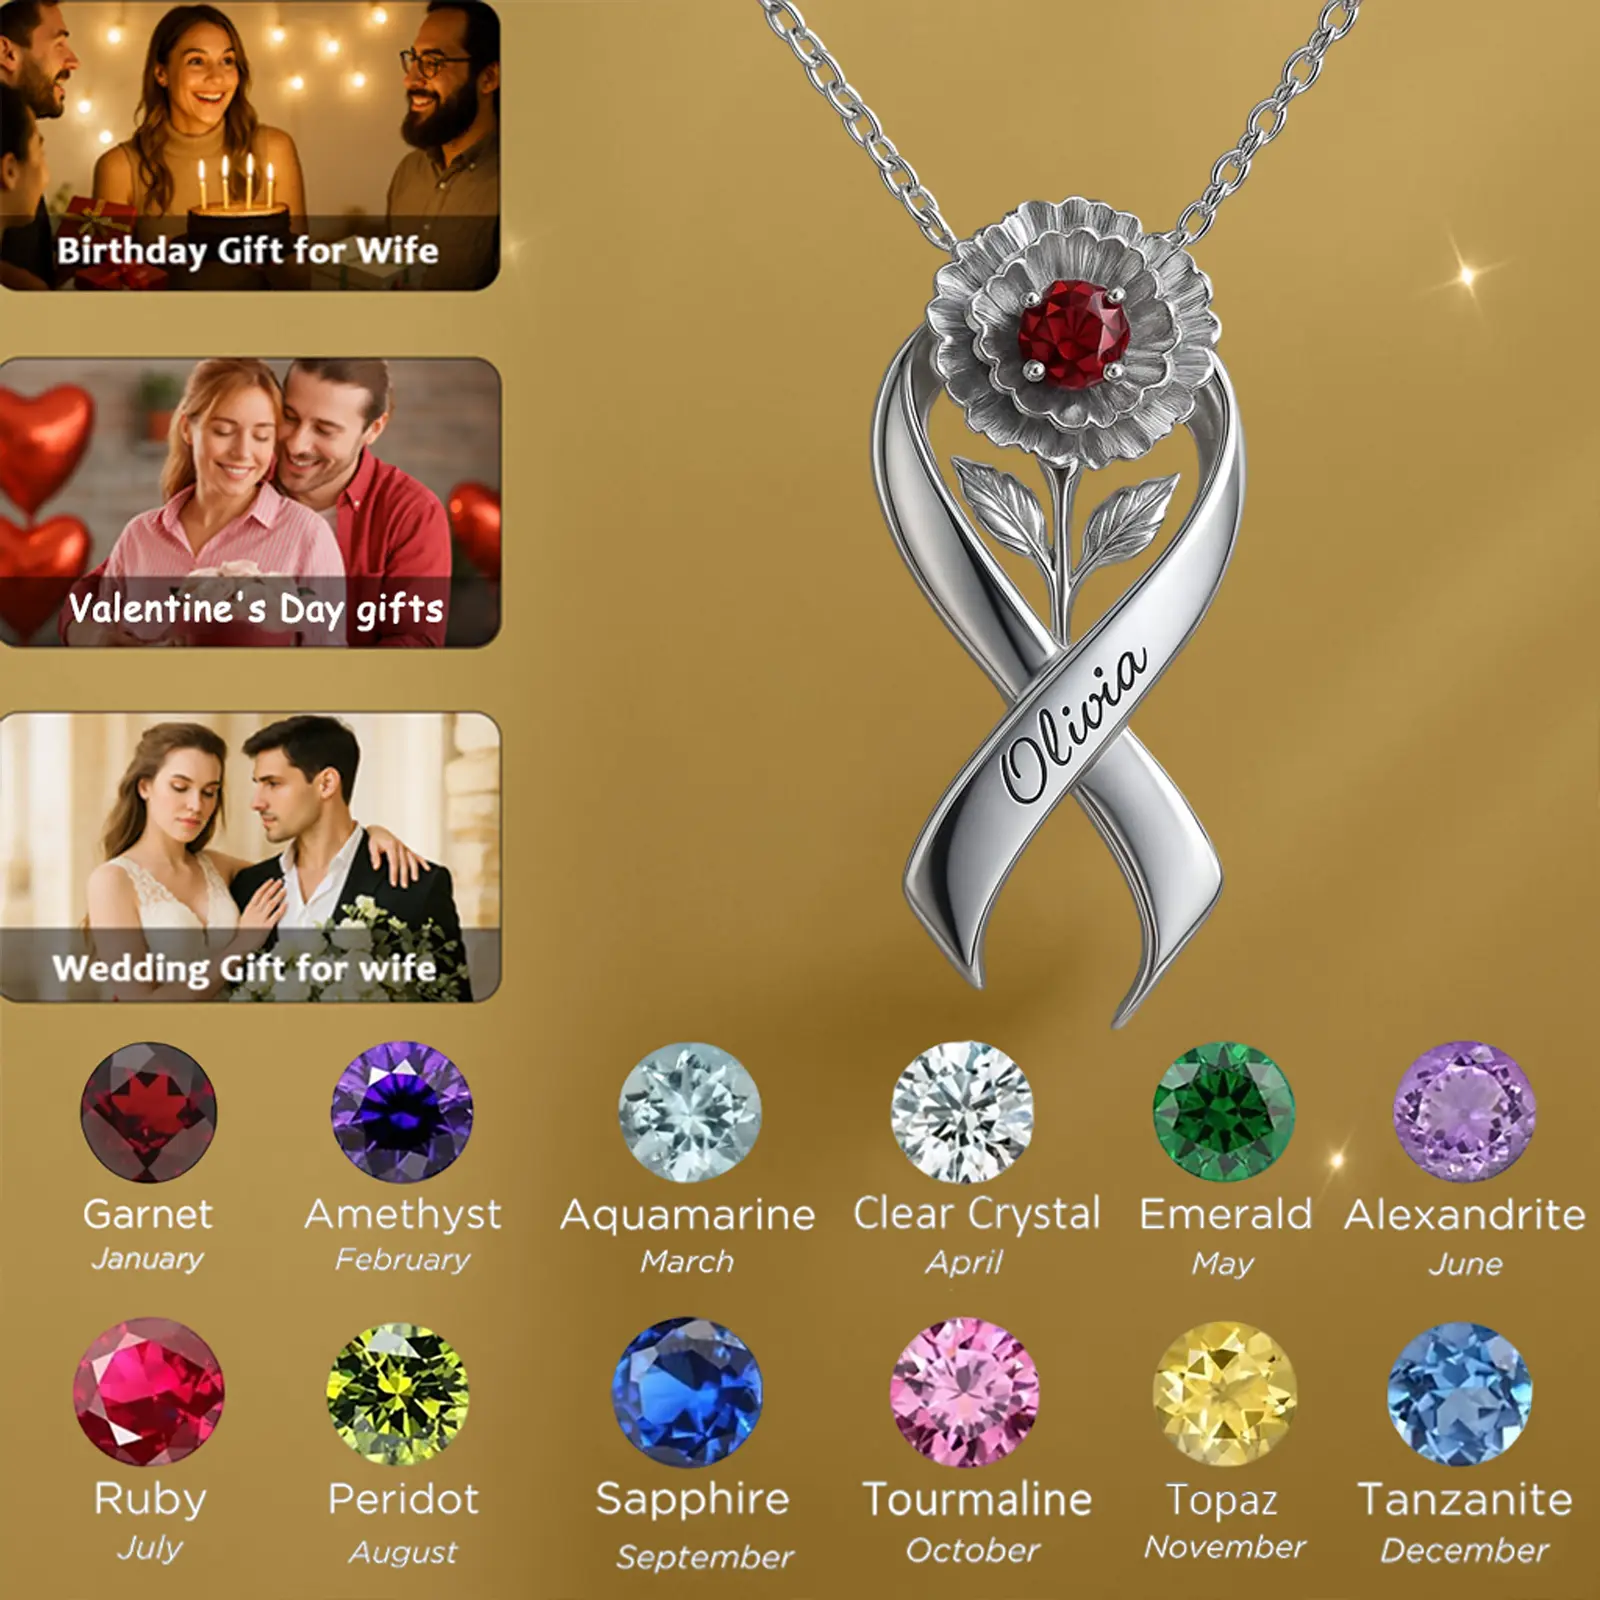 Birthday Gift for Wife
Valentine's Day gifts
Wedding Gift for wife
Olivia
Garnet
January
Amethyst
February
Aquamarine
March
Clear Crystal
April
Emerald
May
Alexandrite
June
Ruby
July
Peridot
August
Sapphire
September
Tourmaline
October
Topaz
November
Tanzanite
December